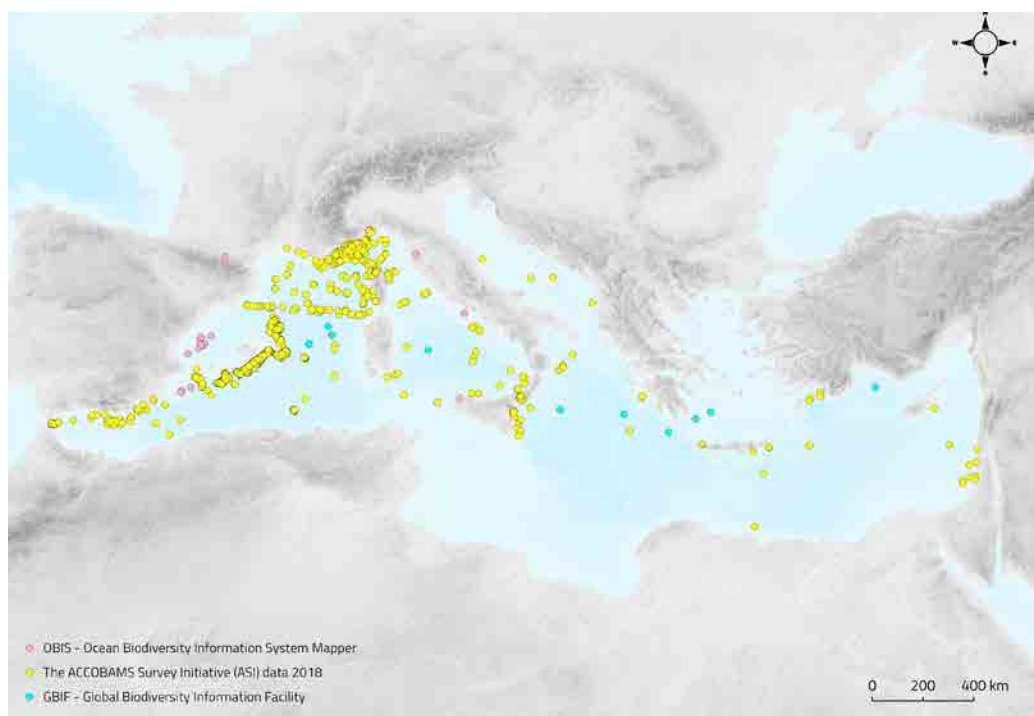 W
E
OBIS - Ocean Biodiversity Information System Mapper
The ACCOBAMS Survey Initiative (ASI) data 2018
GBIF - Global Biodiversity Information Facility
0 200 400 km